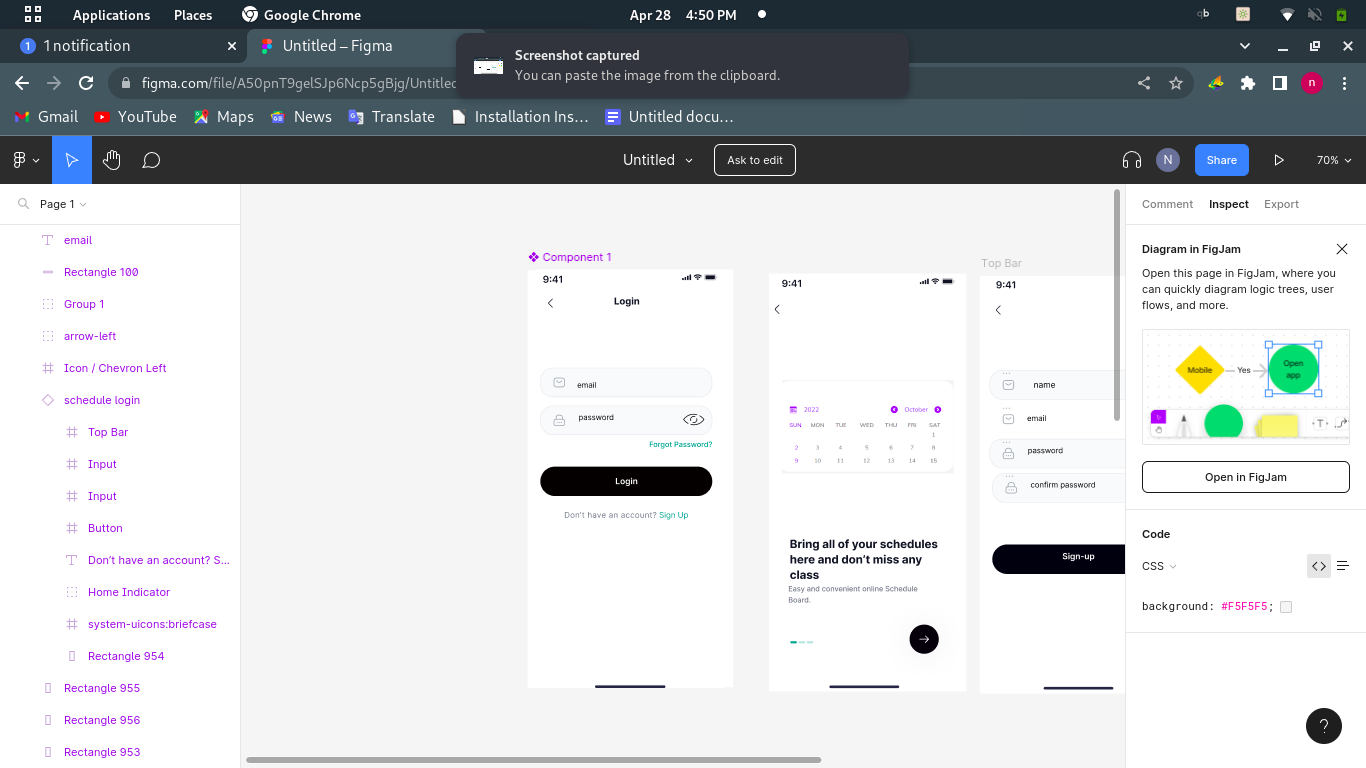 Applications
Places
Google Chrome
Apr 28 4:50 PM
qb
1 1 notification
Untitled – Figma
Screenshot captured
You can paste the image from the clipboard.
figma.com/file/A50pnT9gelSJp6Ncp5gBjg/Untitled
n
Gmail
YouTube
Maps
News
Translate
Installation Ins…
Untitled docu…
Untitled
Ask to edit
N
Share
70%
Page 1
email
Rectangle 100
Group 1
arrow-left
Icon / Chevron Left
schedule login
Top Bar
Input
Input
Button
Don’t have an account? S…
Home Indicator
system-uicons:briefcase
Rectangle 954
Rectangle 955
Rectangle 956
Rectangle 953
Component 1
9:41
Login
email
password
Forgot Password?
Login
Don't have an account? Sign Up
9:41
2022
October
SUN MON TUE WED THU FRI SAT
1
2 3 4 5 6 7 8
9 10 11 12 13 14 15
Bring all of your schedules
here and don’t miss any
class
Easy and convenient online Schedule
Board.
Top Bar
9:41
name
email
password
confirm password
Sign-up
Comment
Inspect
Export
Diagram in FigJam
Open this page in FigJam, where you
can quickly diagram logic trees, user
flows, and more.
Mobile
Yes
Open
app
T
Open in FigJam
Code
CSS
background: #F5F5F5;
?